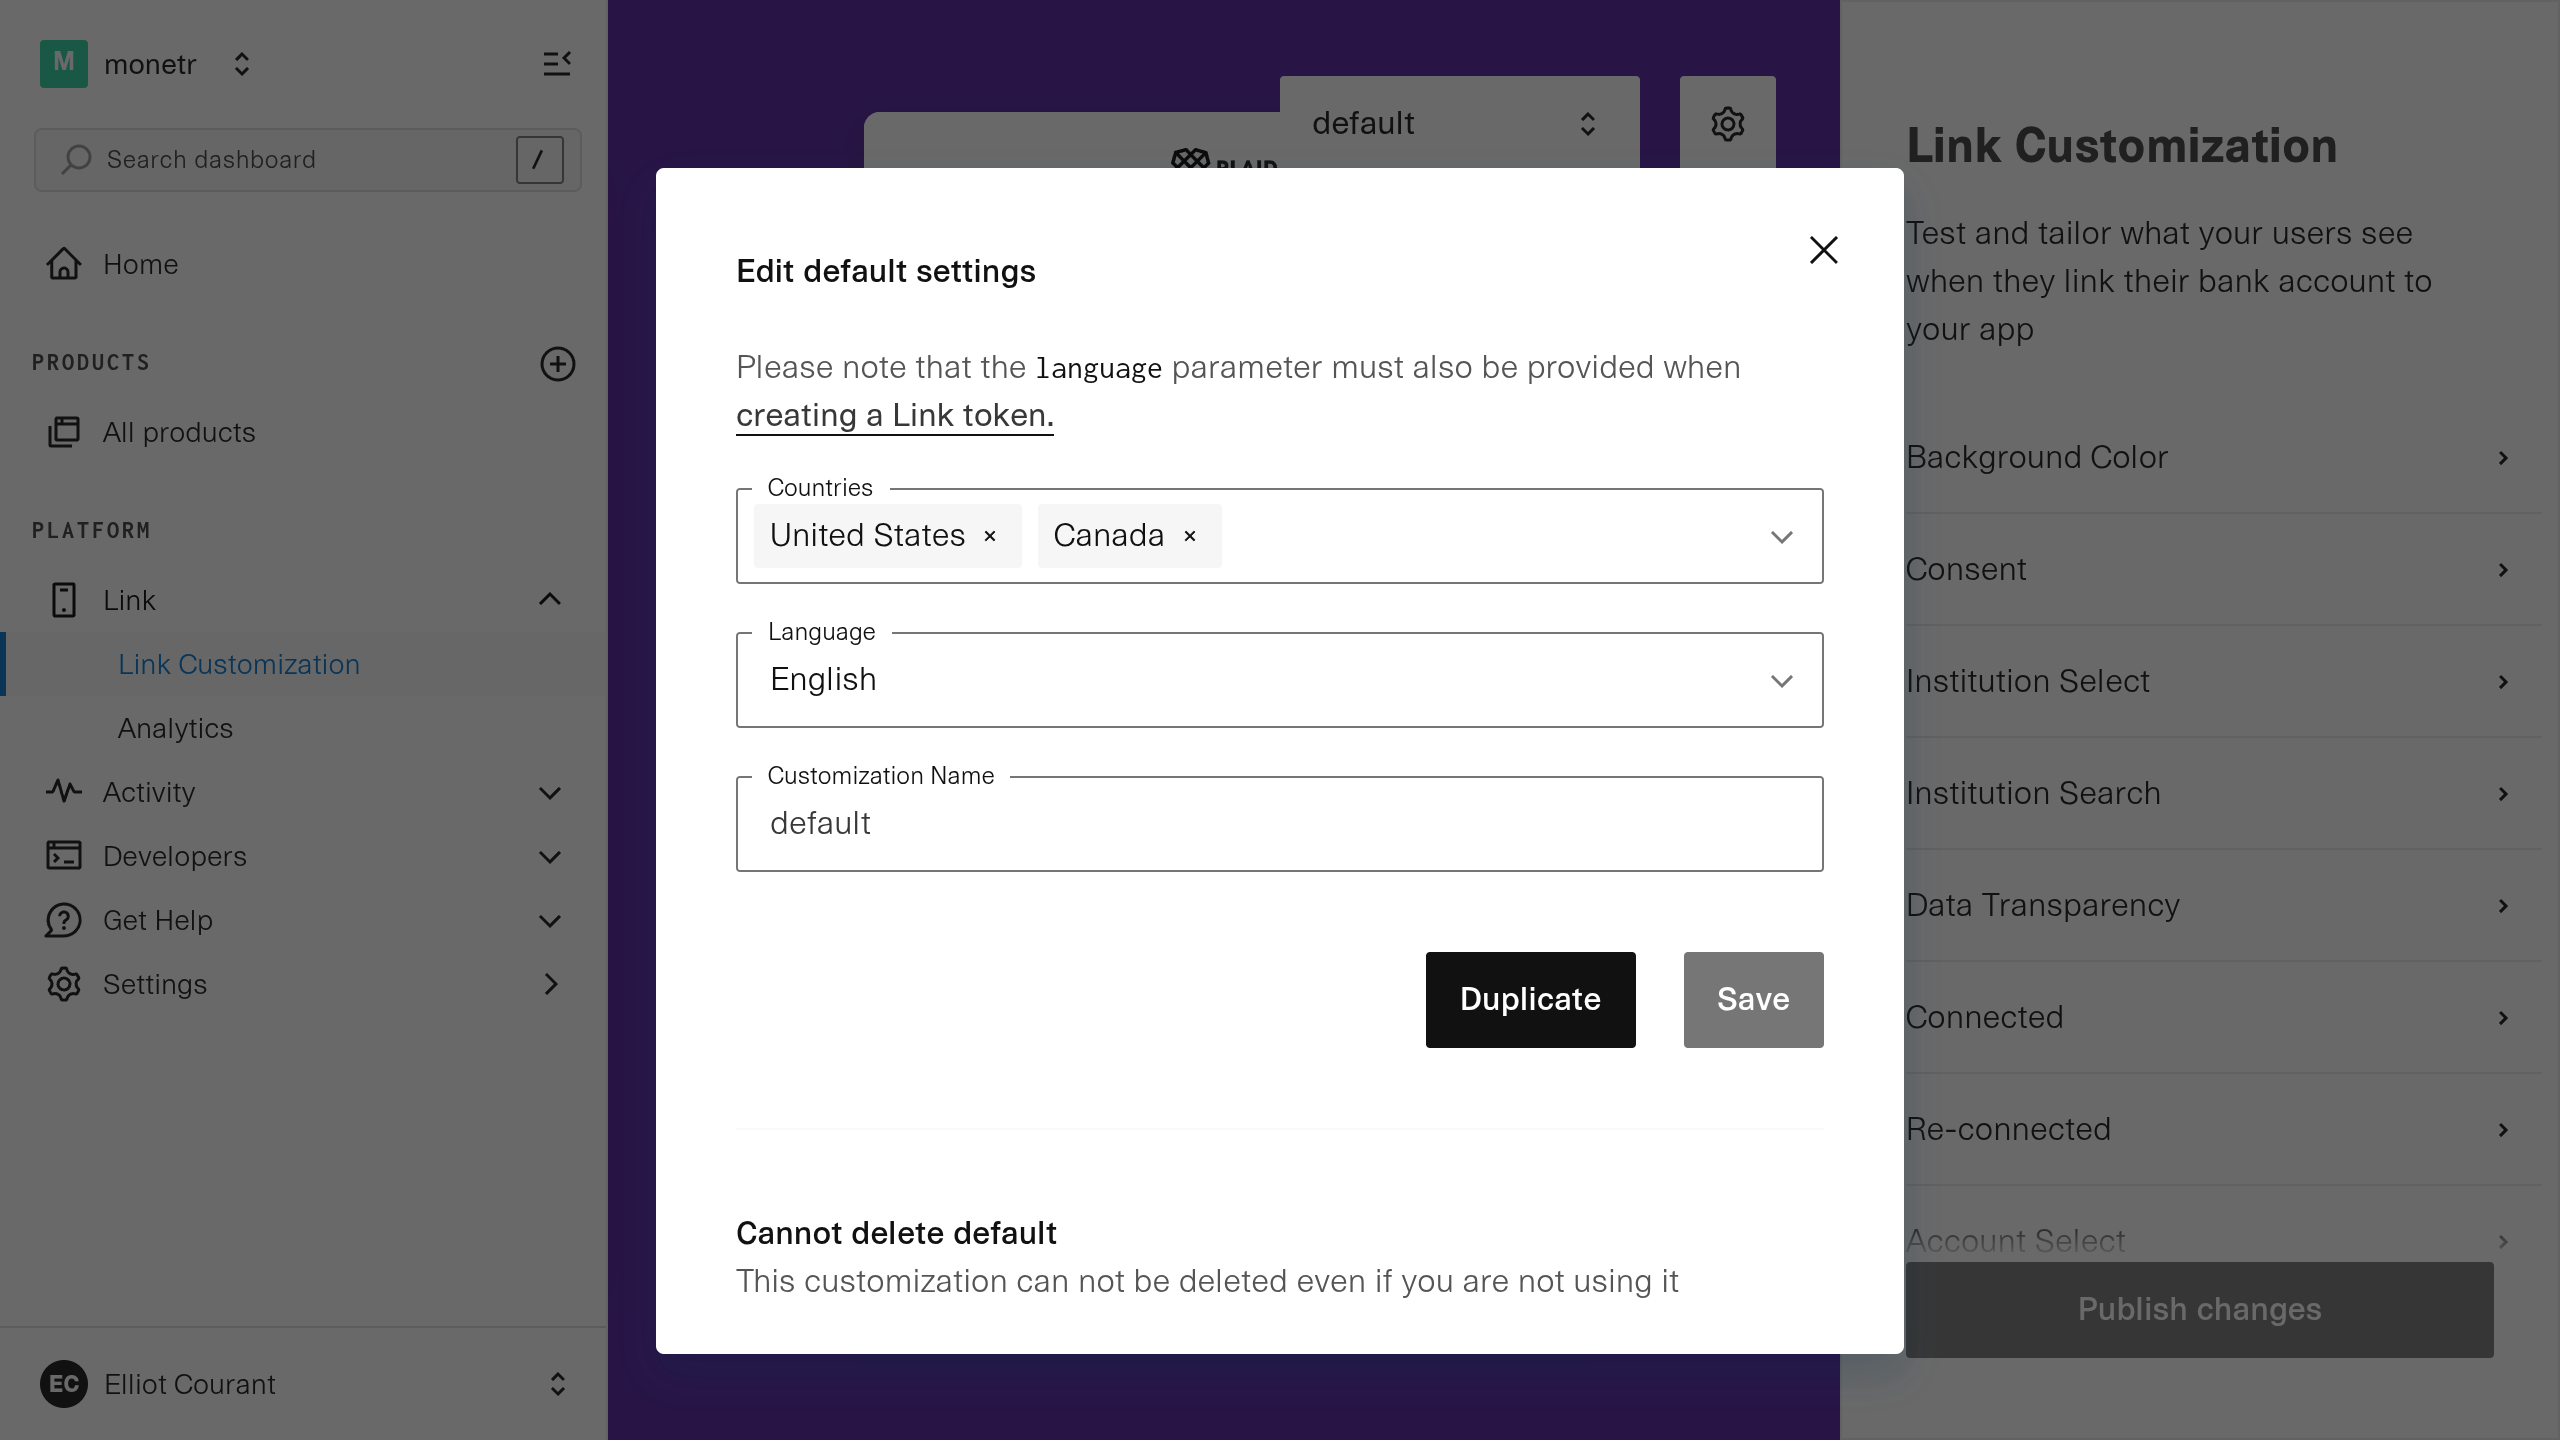 M
monetr
Search dashboard
/
Home
PRODUCTS
All products
PLATFORM
Link
Link Customization
Analytics
Activity
Developers
Get Help
Settings
EC
Elliot Courant
default
PLAID
Edit default settings
Please note that the language parameter must also be provided when
creating a Link token.
Countries
United States ×
Canada ×
Language
English
Customization Name
default
Duplicate
Save
Cannot delete default
This customization can not be deleted even if you are not using it
Link Customization
Test and tailor what your users see
when they link their bank account to
your app
Background Color
Consent
Institution Select
Institution Search
Data Transparency
Connected
Re-connected
Account Select
Publish changes